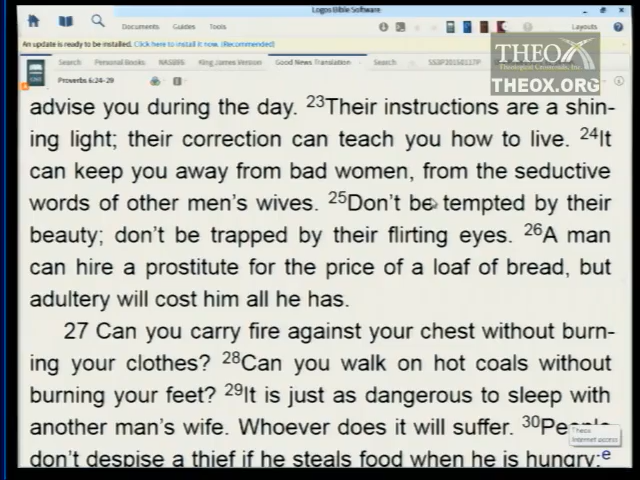 Logos Bible Software
Documents Guides Tools Layouts
An update is ready to be installed. Click here to install it now. (Recommended)
Search Personal Books NASB95 King James Version Good News Translation Search SS3P20150117P
Proverbs 6:24-29
THEOX
THEOX.ORG
advise you during the day. 23Their instructions are a shin-
ing light; their correction can teach you how to live. 24It
can keep you away from bad women, from the seductive
words of other men's wives. 25Don't be tempted by their
beauty; don't be trapped by their flirting eyes. 26A man
can hire a prostitute for the price of a loaf of bread, but
adultery will cost him all he has.
27 Can you carry fire against your chest without burn-
ing your clothes? 28Can you walk on hot coals without
burning your feet? 29It is just as dangerous to sleep with
another man's wife. Whoever does it will suffer. 30People
Theox
Internet access
don't despise a thief if he steals food when he is hungry; e